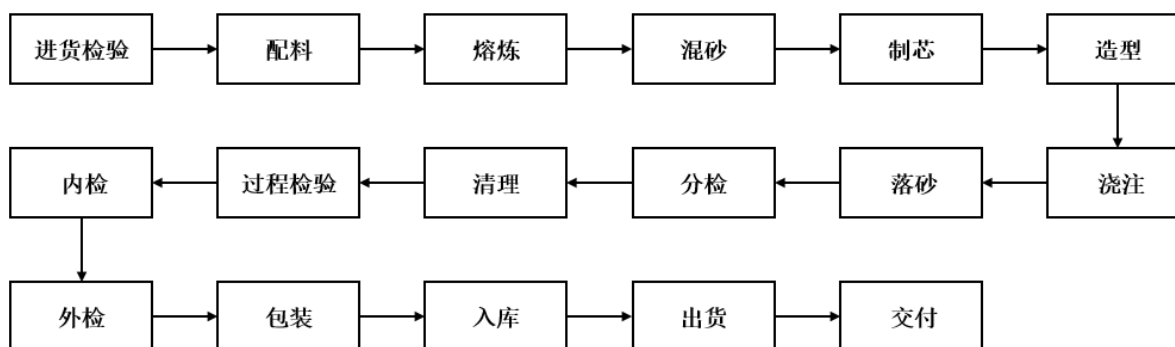 进货检验
配料
熔炼
混砂
制芯
造型
浇注
落砂
分检
清理
过程检验
内检
外检
包装
入库
出货
交付